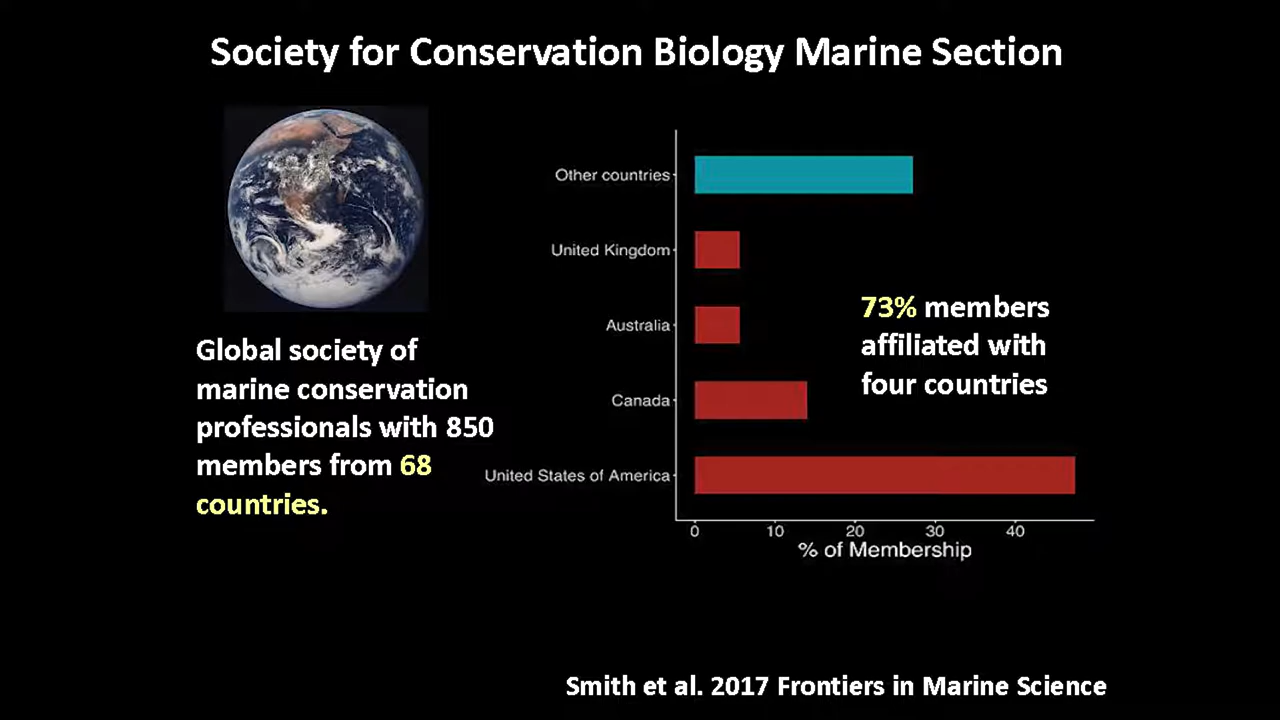 Society for Conservation Biology Marine Section
Global society of
marine conservation
professionals with 850
members from 68
countries.
Other countries
United Kingdom
Australia
Canada
United States of America
0 10 20 30 40
% of Membership
73% members
affiliated with
four countries
Smith et al. 2017 Frontiers in Marine Science